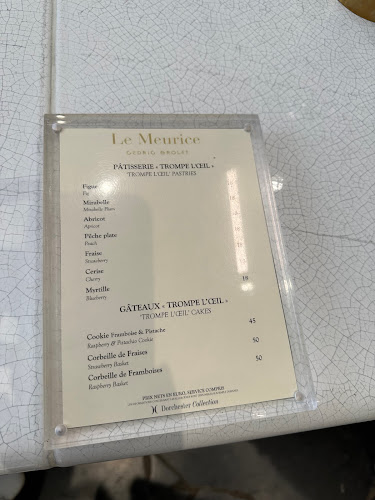 Le Meurice
CEDRIC GROLET
PÂTISSERIE « TROMPE L'ŒIL »
'TROMPE L'ŒIL' PASTRIES
Figue
Fig
Mirabelle
Mirabelle Plum
Abricot
Apricot
Pêche plate
Peach
Fraise
Strawberry
Cerise
Cherry
Myrtille 18
Blueberry
GÂTEAUX « TROMPE L'ŒIL »
'TROMPE L'ŒIL' CAKES
Cookie Framboise & Pistache 45
Raspberry & Pistachio Cookie
Corbeille de Fraises 50
Strawberry Basket
Corbeille de Framboises 50
Raspberry Basket
PRIX NETS EN EURO, SERVICE COMPRIS
Dorchester Collection